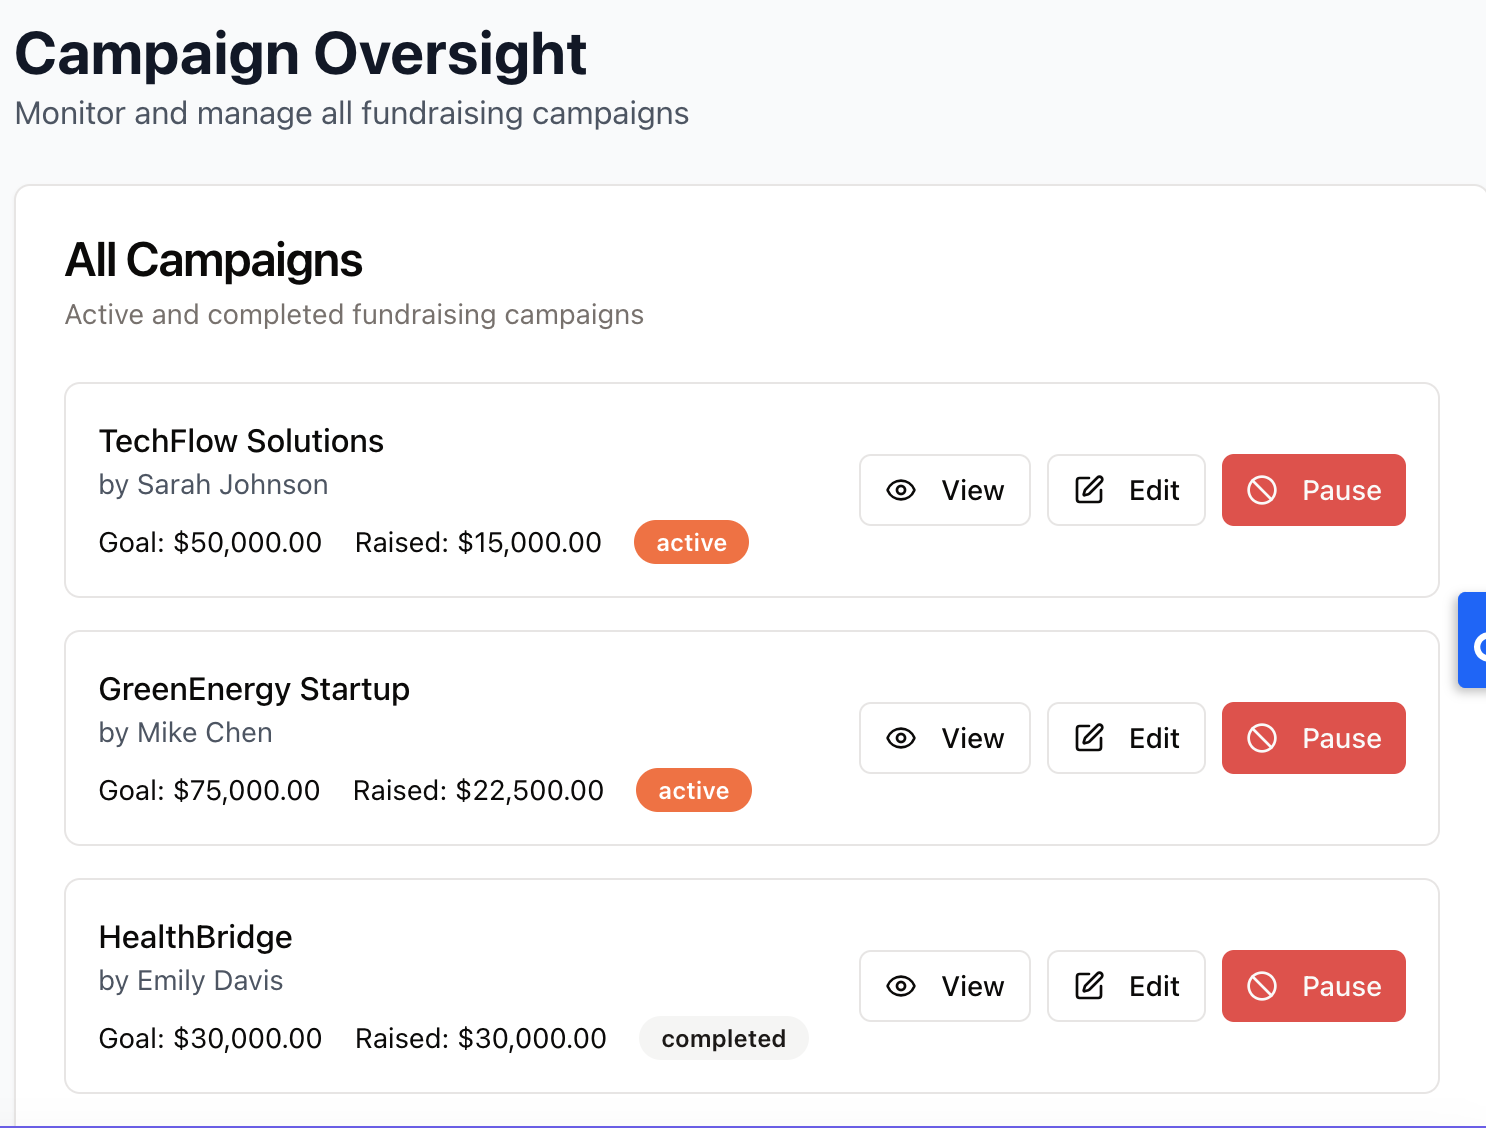 Campaign Oversight
Monitor and manage all fundraising campaigns
All Campaigns
Active and completed fundraising campaigns
TechFlow Solutions
by Sarah Johnson
Goal: $50,000.00 Raised: $15,000.00 active
View Edit Pause
GreenEnergy Startup
by Mike Chen
Goal: $75,000.00 Raised: $22,500.00 active
View Edit Pause
HealthBridge
by Emily Davis
Goal: $30,000.00 Raised: $30,000.00 completed
View Edit Pause